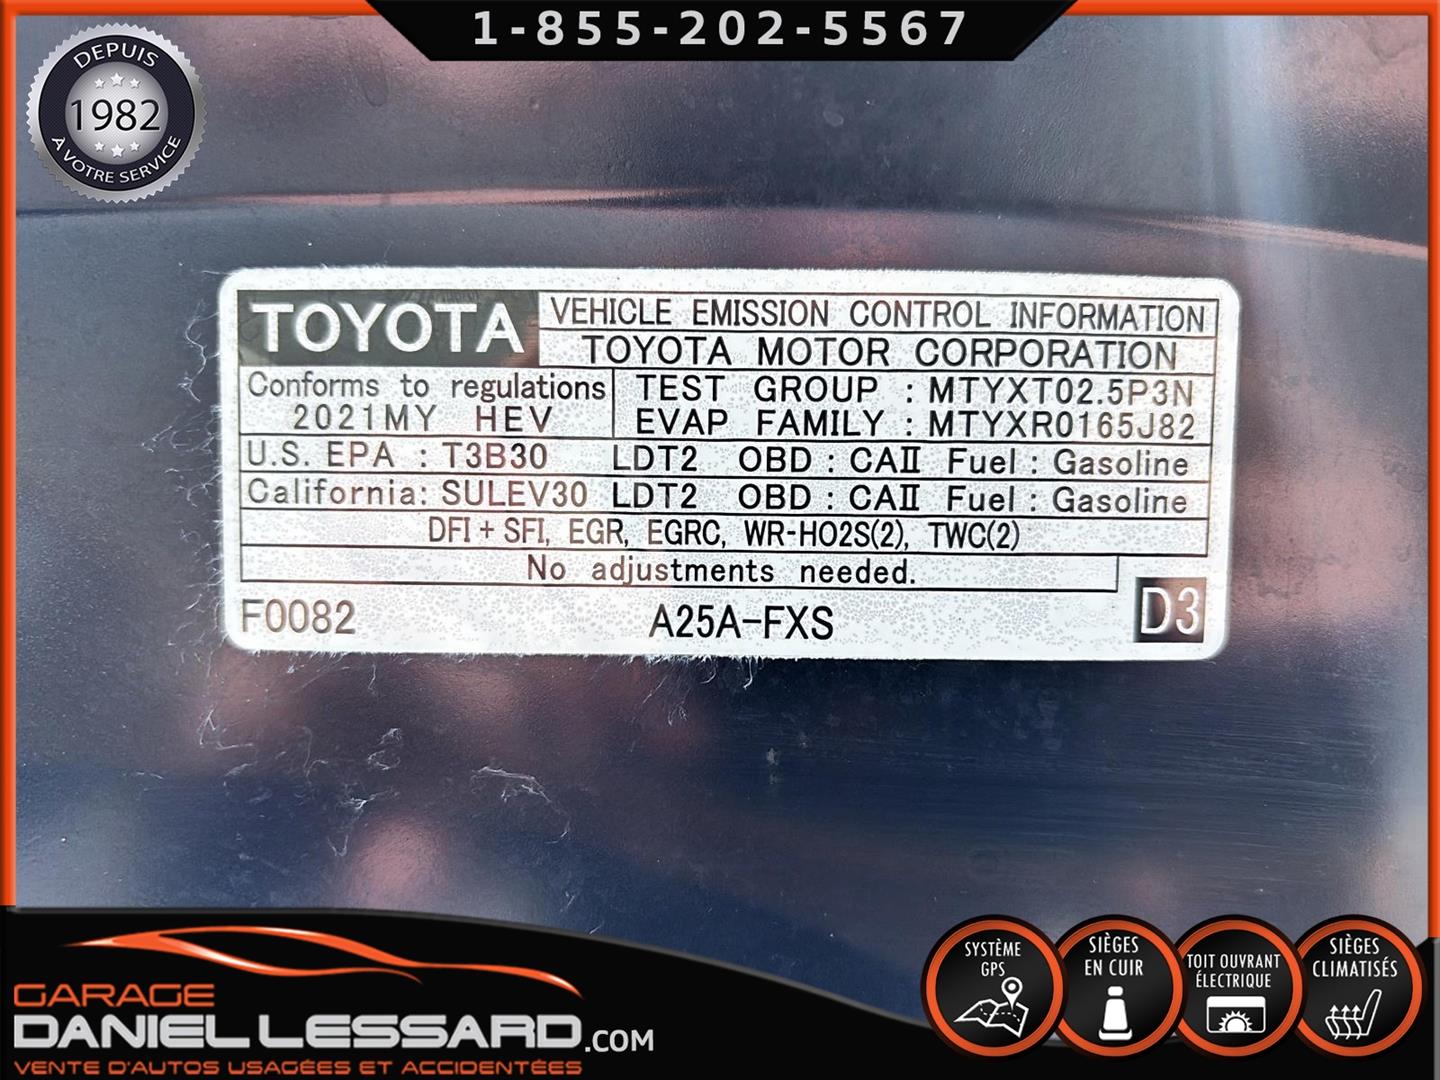 1-855-202-5567
DEPUIS
1982
À VOTRE SERVICE
TOYOTA
VEHICLE EMISSION CONTROL INFORMATION
TOYOTA MOTOR CORPORATION
Conforms to regulations
2021MY HEV
TEST GROUP : MTYXT02.5P3N
EVAP FAMILY : MTYXR0165J82
U.S. EPA : T3B30 LDT2 OBD : CAII Fuel : Gasoline
California: SULEV30 LDT2 OBD : CAII Fuel : Gasoline
DFI + SFI, EGR, EGRC, WR-HO2S(2), TWC(2)
No adjustments needed.
F0082 A25A-FXS D3
GARAGE
DANIEL LESSARD.COM
VENTE D'AUTOS USAGÉES ET ACCIDENTÉES
SYSTÈME
GPS
SIÈGES
EN CUIR
TOIT OUVRANT
ÉLECTRIQUE
SIÈGES
CLIMATISÉS